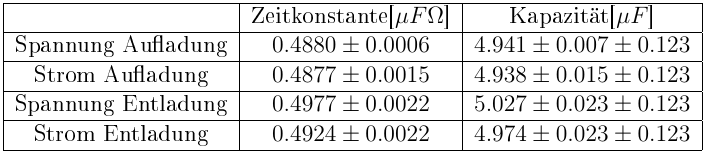 Zeitkonstante[μFΩ] Kapazität[μF]
Spannung Aufladung 0.4880 ± 0.0006 4.941 ± 0.007 ± 0.123
Strom Aufladung 0.4877 ± 0.0015 4.938 ± 0.015 ± 0.123
Spannung Entladung 0.4977 ± 0.0022 5.027 ± 0.023 ± 0.123
Strom Entladung 0.4924 ± 0.0022 4.974 ± 0.023 ± 0.123